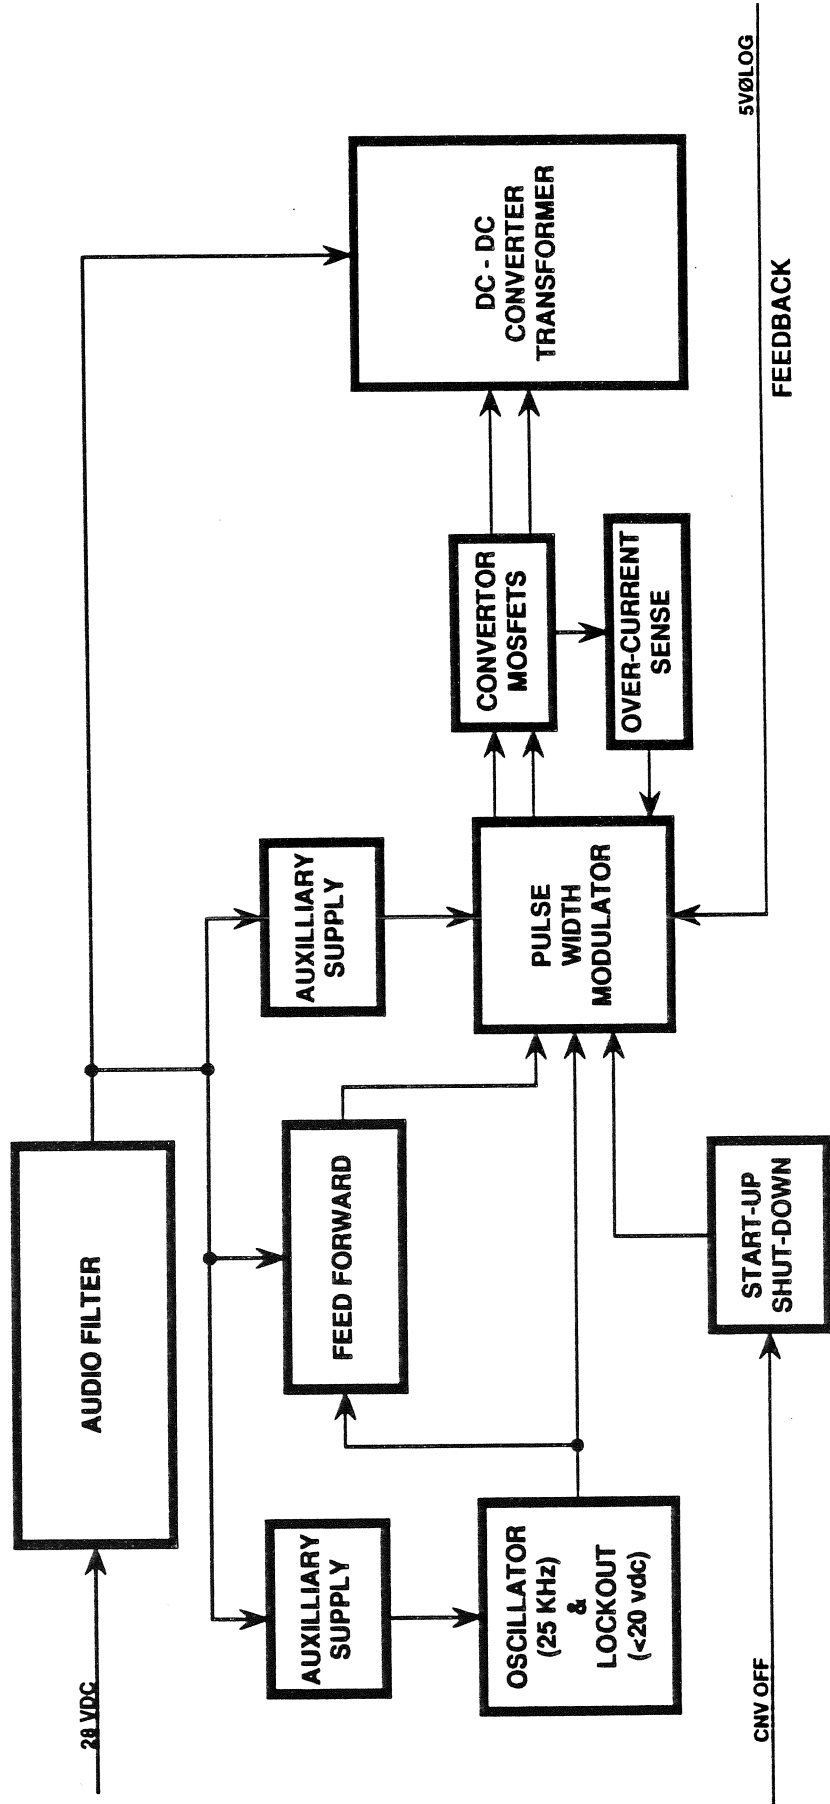 28 VDC
AUDIO FILTER
AUXILLIARY
SUPPLY
FEED FORWARD
AUXILLIARY
SUPPLY
OSCILLATOR
(25 KHz)
&
LOCKOUT
(<20 vdc)
PULSE
WIDTH
MODULATOR
CONVERTOR
MOSFETS
OVER-CURRENT
SENSE
DC - DC
CONVERTER
TRANSFORMER
START-UP
SHUT-DOWN
CNV OFF
FEEDBACK
5VØLOG